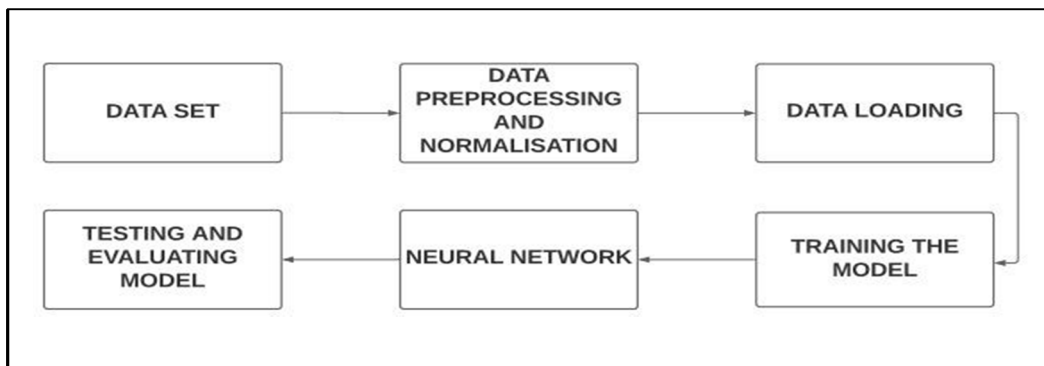 DATA SET
DATA
PREPROCESSING
AND
NORMALISATION
DATA LOADING
TRAINING THE
MODEL
NEURAL NETWORK
TESTING AND
EVALUATING
MODEL